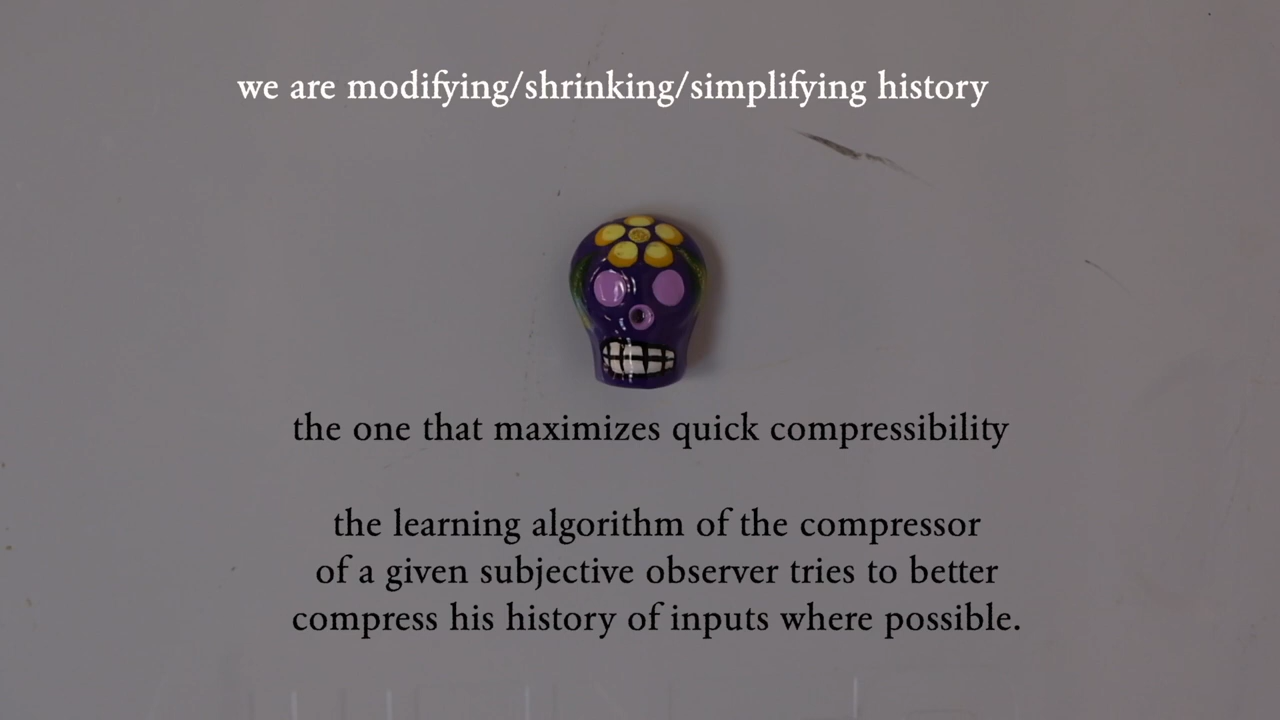 we are modifying/shrinking/simplifying history
the one that maximizes quick compressibility
the learning algorithm of the compressor
of a given subjective observer tries to better
compress his history of inputs where possible.